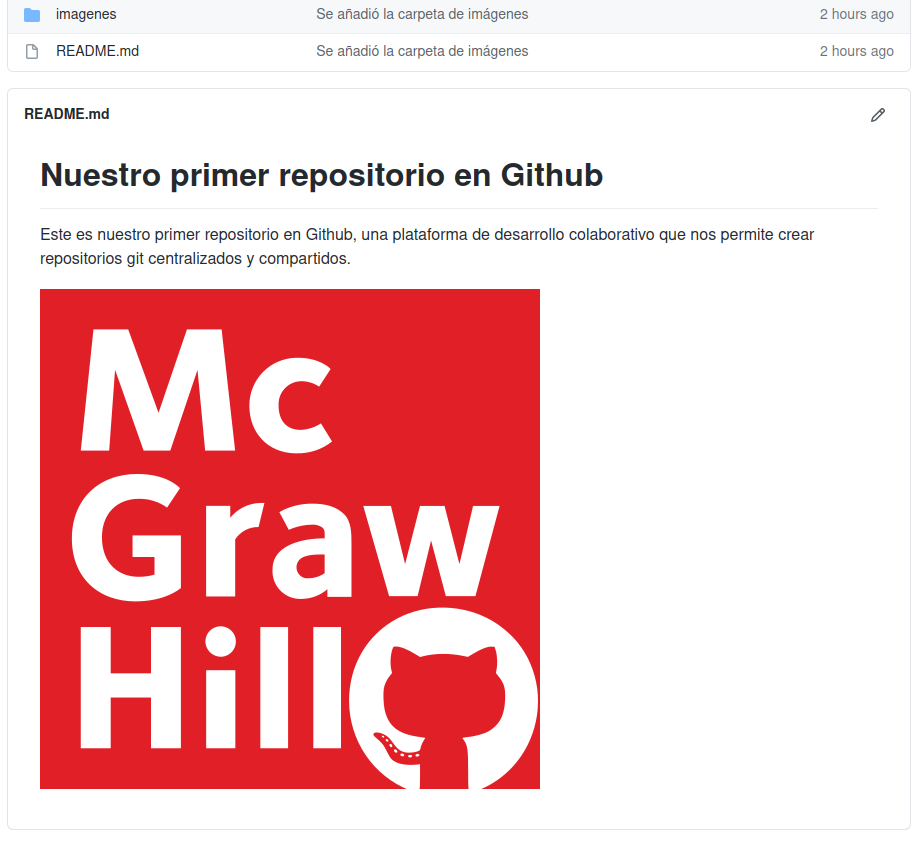 imagenes Se añadió la carpeta de imágenes 2 hours ago
README.md Se añadió la carpeta de imágenes 2 hours ago
README.md
Nuestro primer repositorio en Github
Este es nuestro primer repositorio en Github, una plataforma de desarrollo colaborativo que nos permite crear
repositorios git centralizados y compartidos.
Mc
Graw
Hill